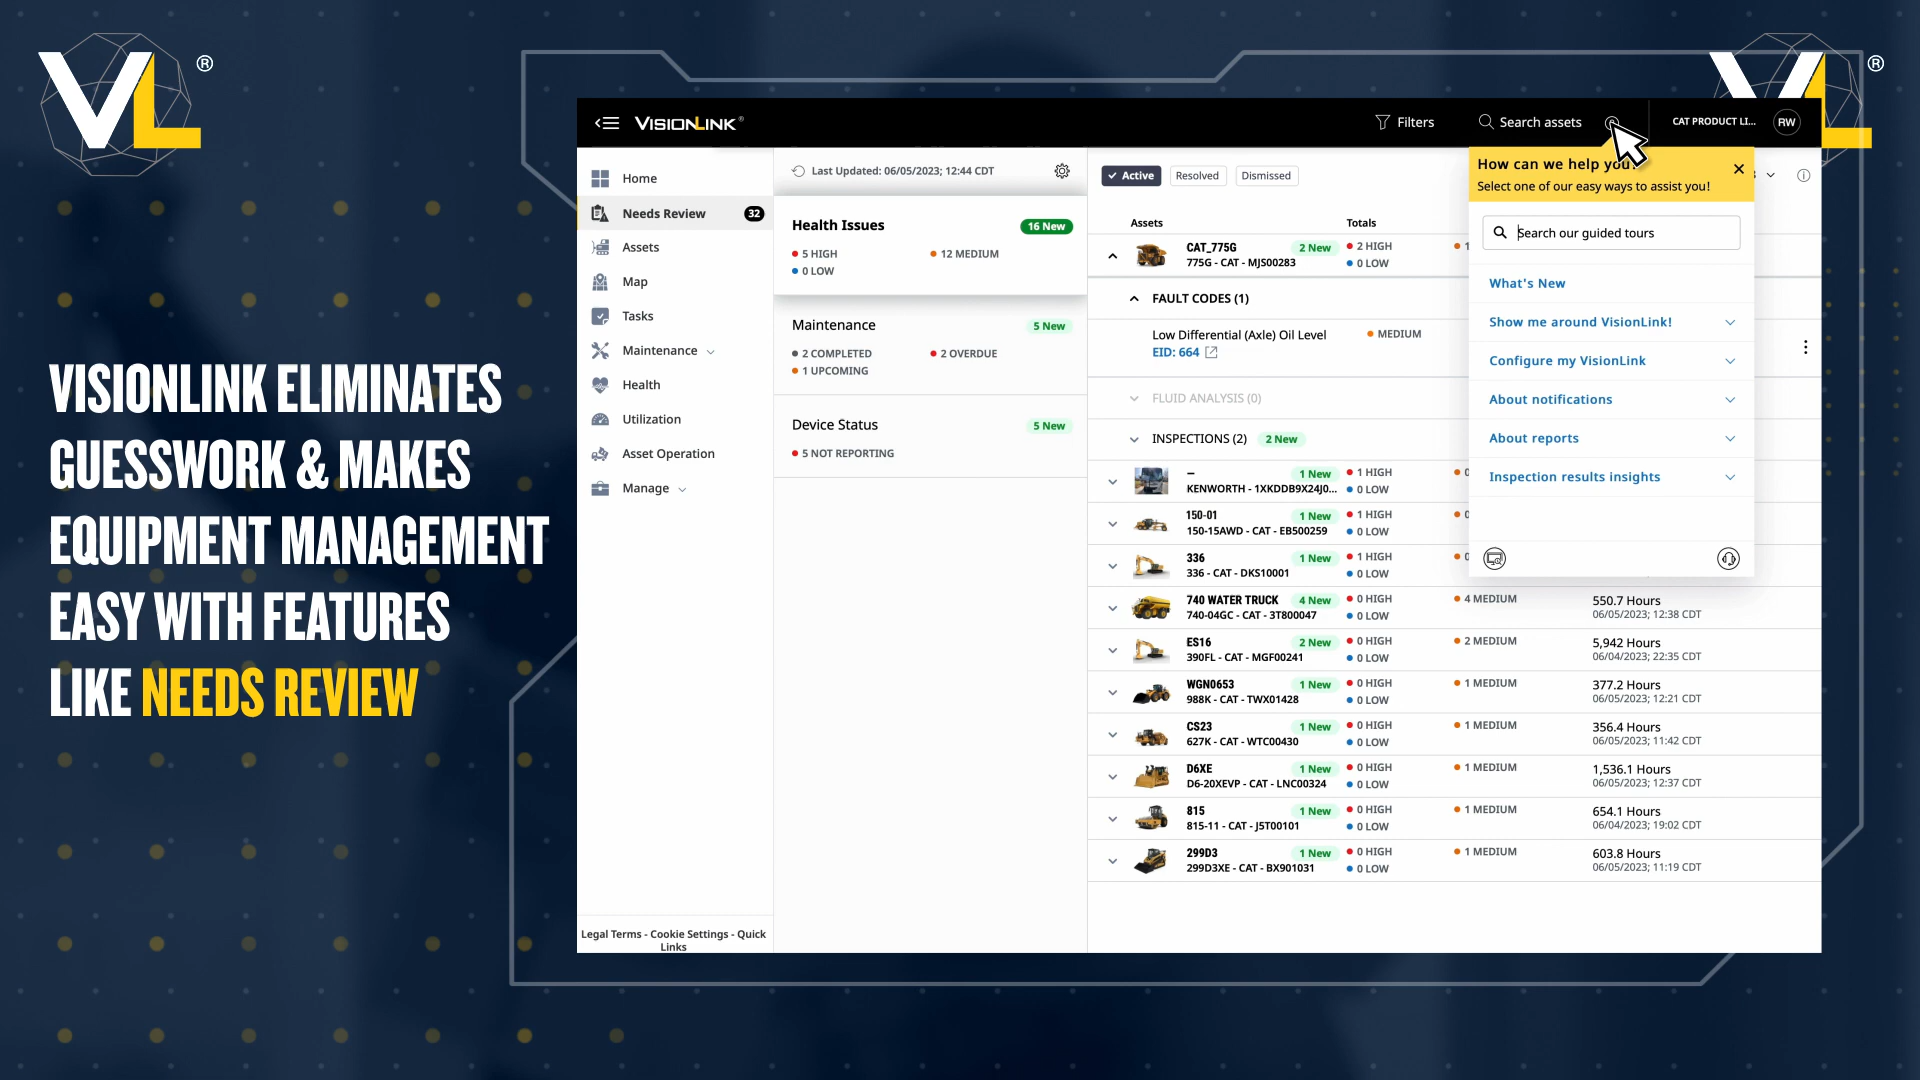 VL®
VL®
VISIONLINK ELIMINATES
GUESSWORK & MAKES
EQUIPMENT MANAGEMENT
EASY WITH FEATURES
LIKE NEEDS REVIEW
VISIONLINK®
Filters
Search assets
CAT PRODUCT LI...
RW
Home
Needs Review 32
Assets
Map
Tasks
Maintenance
Health
Utilization
Asset Operation
Manage
Legal Terms - Cookie Settings - Quick
Links
Last Updated: 06/05/2023; 12:44 CDT
Health Issues 16 New
5 HIGH 12 MEDIUM
0 LOW
Maintenance 5 New
2 COMPLETED 2 OVERDUE
1 UPCOMING
Device Status 5 New
5 NOT REPORTING
Active Resolved Dismissed
Assets Totals
CAT_775G 2 New 2 HIGH
775G - CAT - MJS00283 0 LOW
FAULT CODES (1)
Low Differential (Axle) Oil Level MEDIUM
EID: 664
FLUID ANALYSIS (0)
INSPECTIONS (2) 2 New
– 1 New 1 HIGH 0
KENWORTH - 1XKDDB9X24J0... 0 LOW
150-01 1 New 1 HIGH 0
150-15AWD - CAT - EB500259 0 LOW
336 1 New 1 HIGH 0
336 - CAT - DKS10001 0 LOW
740 WATER TRUCK 4 New 0 HIGH 4 MEDIUM 550.7 Hours
740-04GC - CAT - 3T800047 0 LOW 06/05/2023; 12:38 CDT
ES16 2 New 0 HIGH 2 MEDIUM 5,942 Hours
390FL - CAT - MGF00241 0 LOW 06/04/2023; 22:35 CDT
WGN0653 1 New 0 HIGH 1 MEDIUM 377.2 Hours
988K - CAT - TWX01428 0 LOW 06/05/2023; 12:21 CDT
CS23 1 New 0 HIGH 1 MEDIUM 356.4 Hours
627K - CAT - WTC00430 0 LOW 06/05/2023; 11:42 CDT
D6XE 1 New 0 HIGH 1 MEDIUM 1,536.1 Hours
D6-20XEVP - CAT - LNC00324 0 LOW 06/05/2023; 12:37 CDT
815 1 New 0 HIGH 1 MEDIUM 654.1 Hours
815-11 - CAT - J5T00101 0 LOW 06/04/2023; 19:02 CDT
299D3 1 New 0 HIGH 1 MEDIUM 603.8 Hours
299D3XE - CAT - BX901031 0 LOW 06/05/2023; 11:19 CDT
How can we help you?
Select one of our easy ways to assist you!
Search our guided tours
What's New
Show me around VisionLink!
Configure my VisionLink
About notifications
About reports
Inspection results insights